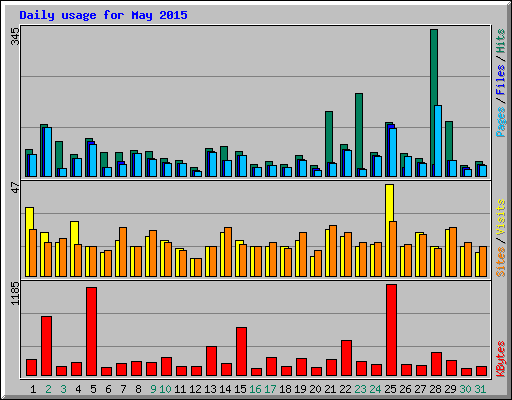 Daily usage for May 2015
345
Pages / Files / Hits
47
Sites / Visits
1185
KBytes
1 2 3 4 5 6 7 8 9 10 11 12 13 14 15 16 17 18 19 20 21 22 23 24 25 26 27 28 29 30 31